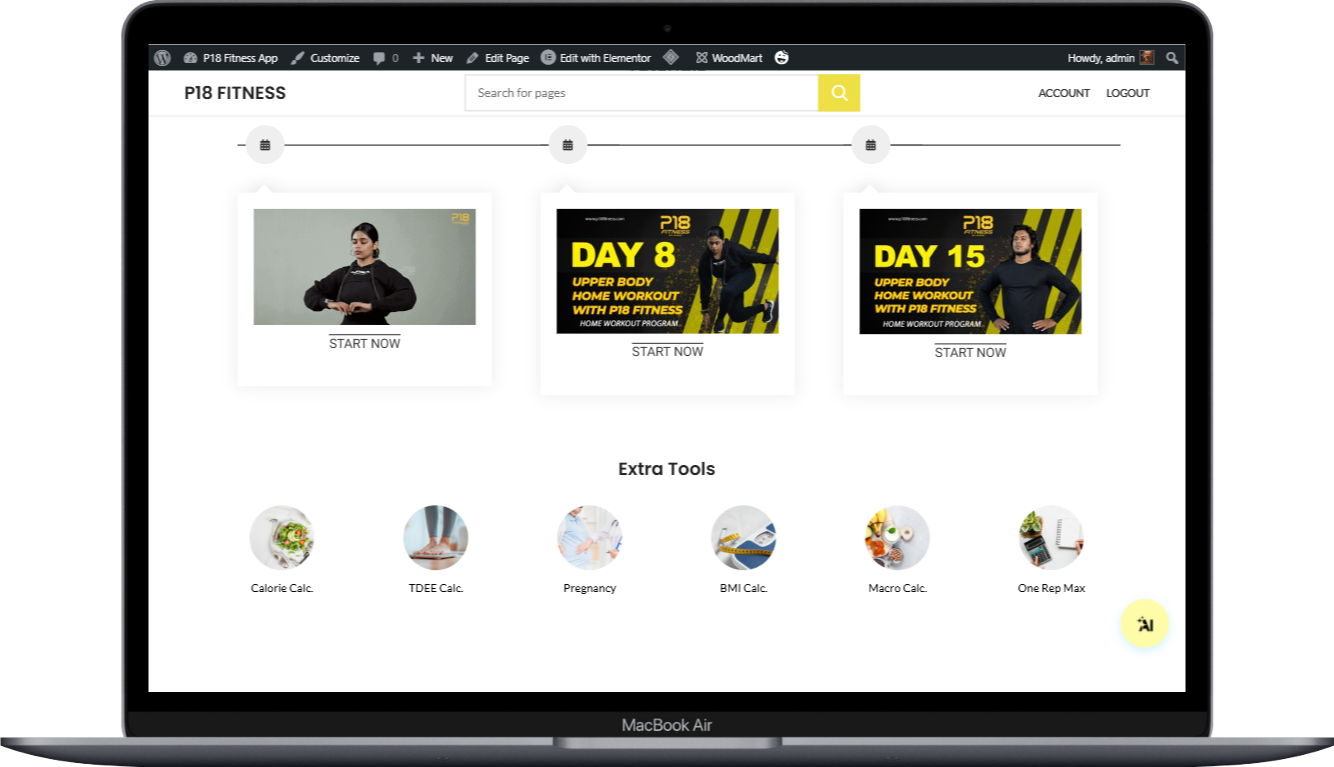 P18 Fitness App Customize 0 New Edit Page Edit with Elementor WoodMart Howdy, admin
P18 FITNESS Search for pages ACCOUNT LOGOUT
P18
FITNESS
START NOW
www.p18fitness.com P18
FITNESS
DAY 8
UPPER BODY
HOME WORKOUT
WITH P18 FITNESS
HOME WORKOUT PROGRAM
START NOW
www.p18fitness.com P18
FITNESS
DAY 15
UPPER BODY
HOME WORKOUT
WITH P18 FITNESS
HOME WORKOUT PROGRAM
START NOW
Extra Tools
Calorie Calc. TDEE Calc. Pregnancy BMI Calc. Macro Calc. One Rep Max
AI
MacBook Air